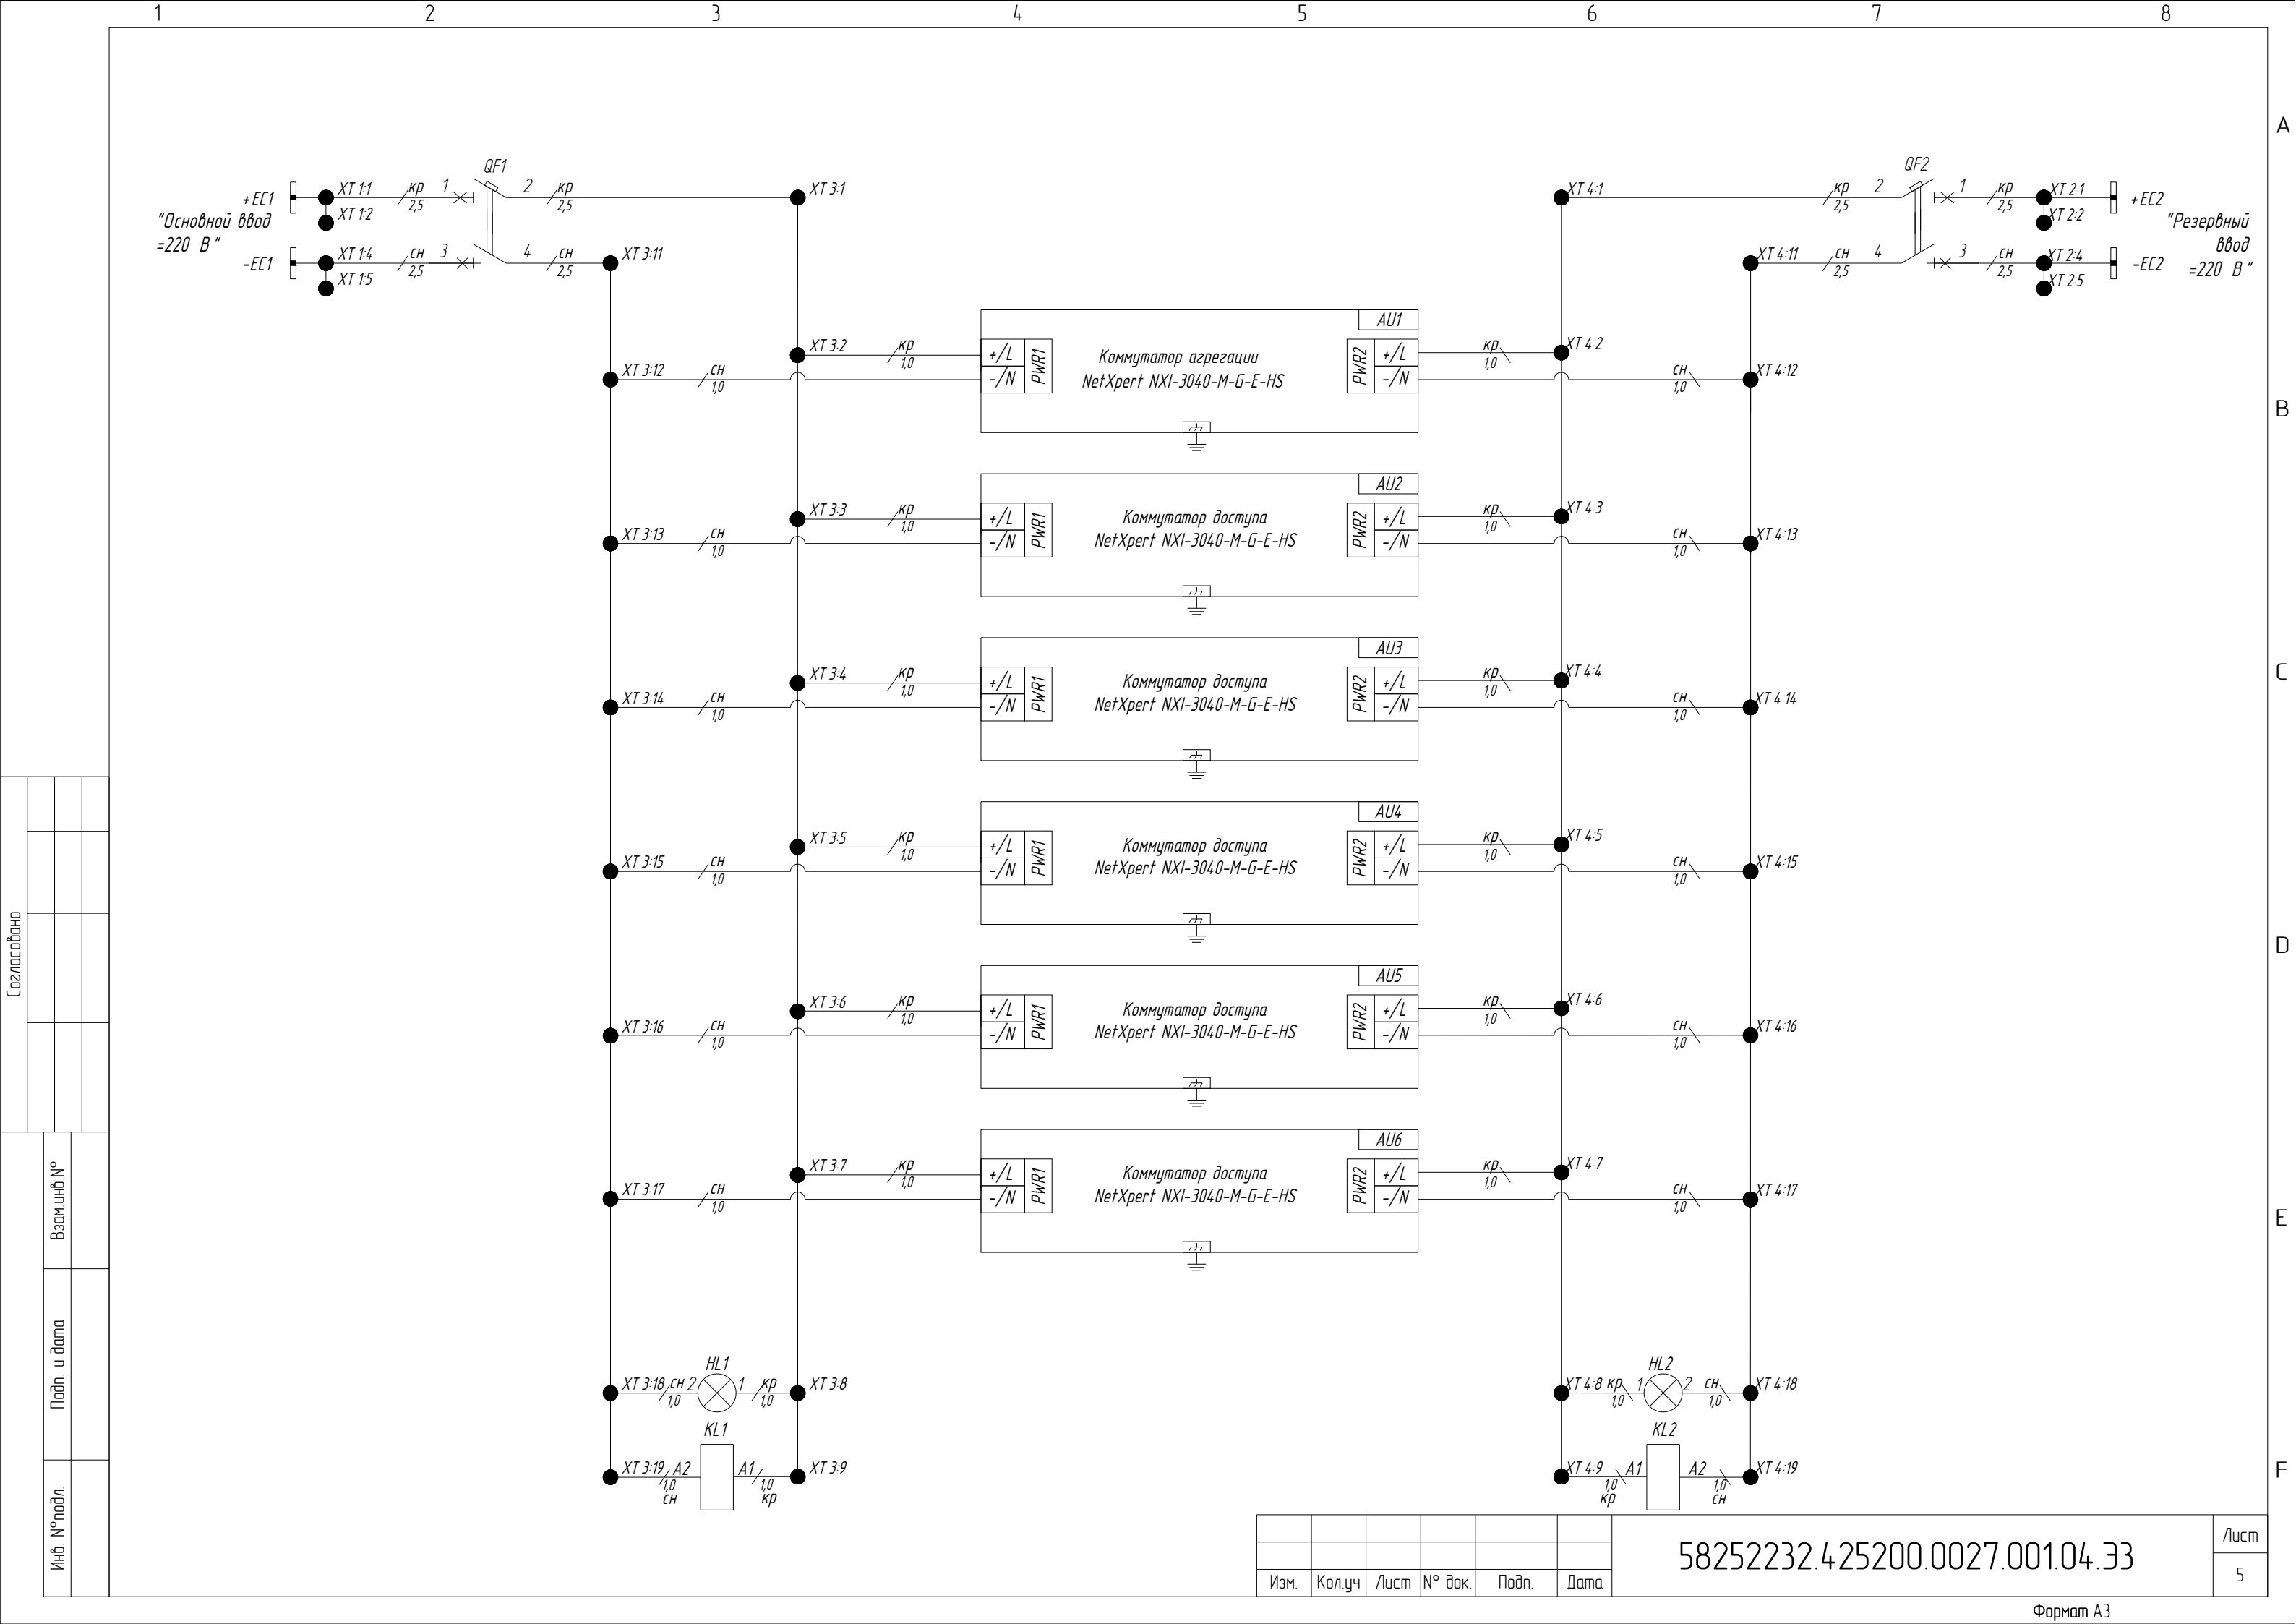 1 2 3 4 5 6 7 8
A
QF1
QF2
+EC1 XT 1:1 кр 2,5 1 2 кр 2,5 XT 3:1
XT 4:1 кр 2,5 2 1 кр 2,5 XT 2:1 +EC2
"Основной ввод
=220 В"
XT 1:2
XT 2:2
"Резервный
ввод
=220 В"
-EC1 XT 1:4 сн 2,5 3 4 сн 2,5 XT 3:11
XT 4:11 сн 2,5 4 3 сн 2,5 XT 2:4 -EC2
XT 1:5
XT 2:5
AU1
XT 3:2 кр 1,0 +/L PWR1 Коммутатор агрегации PWR2 +/L кр 1,0 XT 4:2
XT 3:12 сн 1,0 -/N NetXpert NXI-3040-M-G-E-HS -/N сн 1,0 XT 4:12
B
AU2
XT 3:3 кр 1,0 +/L PWR1 Коммутатор доступа PWR2 +/L кр 1,0 XT 4:3
XT 3:13 сн 1,0 -/N NetXpert NXI-3040-M-G-E-HS -/N сн 1,0 XT 4:13
AU3
C
XT 3:4 кр 1,0 +/L PWR1 Коммутатор доступа PWR2 +/L кр 1,0 XT 4:4
XT 3:14 сн 1,0 -/N NetXpert NXI-3040-M-G-E-HS -/N сн 1,0 XT 4:14
AU4
XT 3:5 кр 1,0 +/L PWR1 Коммутатор доступа PWR2 +/L кр 1,0 XT 4:5
XT 3:15 сн 1,0 -/N NetXpert NXI-3040-M-G-E-HS -/N сн 1,0 XT 4:15
D
AU5
XT 3:6 кр 1,0 +/L PWR1 Коммутатор доступа PWR2 +/L кр 1,0 XT 4:6
XT 3:16 сн 1,0 -/N NetXpert NXI-3040-M-G-E-HS -/N сн 1,0 XT 4:16
AU6
XT 3:7 кр 1,0 +/L PWR1 Коммутатор доступа PWR2 +/L кр 1,0 XT 4:7
XT 3:17 сн 1,0 -/N NetXpert NXI-3040-M-G-E-HS -/N сн 1,0 XT 4:17
E
HL1
HL2
XT 3:18 сн 1,0 2 1 кр 1,0 XT 3:8
XT 4:8 кр 1,0 1 2 сн 1,0 XT 4:18
KL1
KL2
XT 3:19 1,0 сн A2 A1 1,0 кр XT 3:9
XT 4:9 1,0 кр A1 A2 1,0 сн XT 4:19
F
Согласовано
Взам.инв.N°
Подп. и дата
Инв. N°подл.
58252232.425200.0027.001.04.ЭЗ
Лист
5
Изм. Кол.уч Лист N° док. Подп. Дата
Формат А3